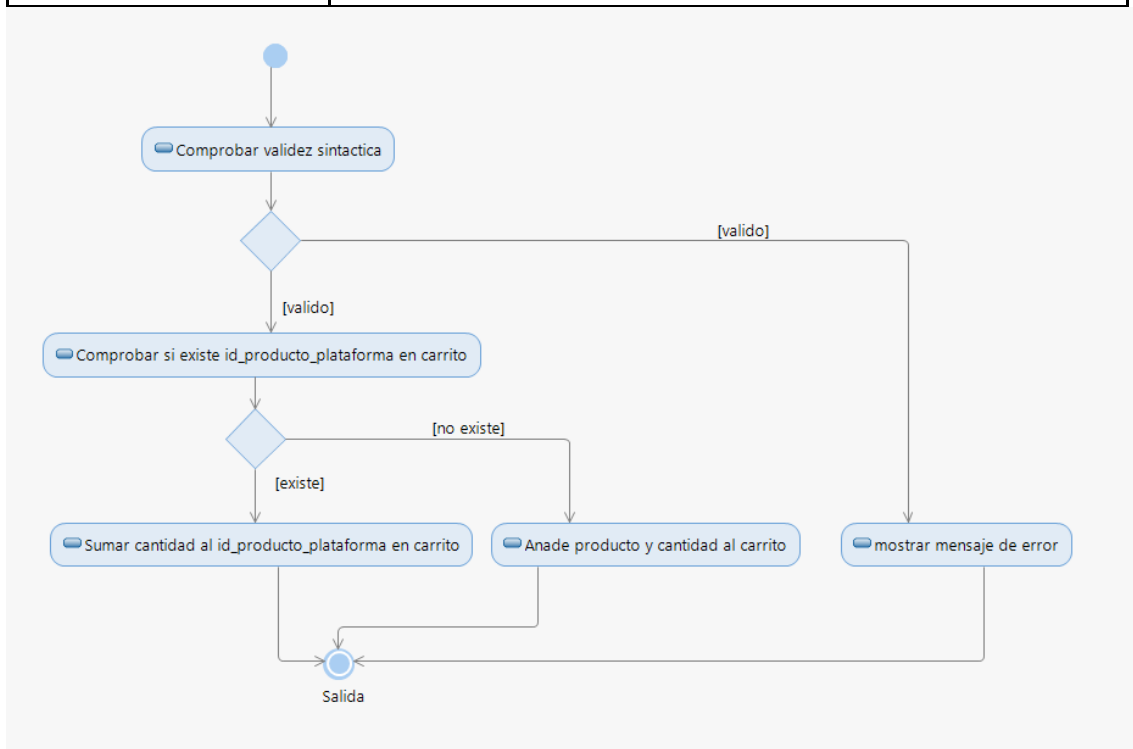 Comprobar validez sintactica
[valido]
[valido]
Comprobar si existe id_producto_plataforma en carrito
[no existe]
[existe]
Sumar cantidad al id_producto_plataforma en carrito
Anade producto y cantidad al carrito
mostrar mensaje de error
Salida